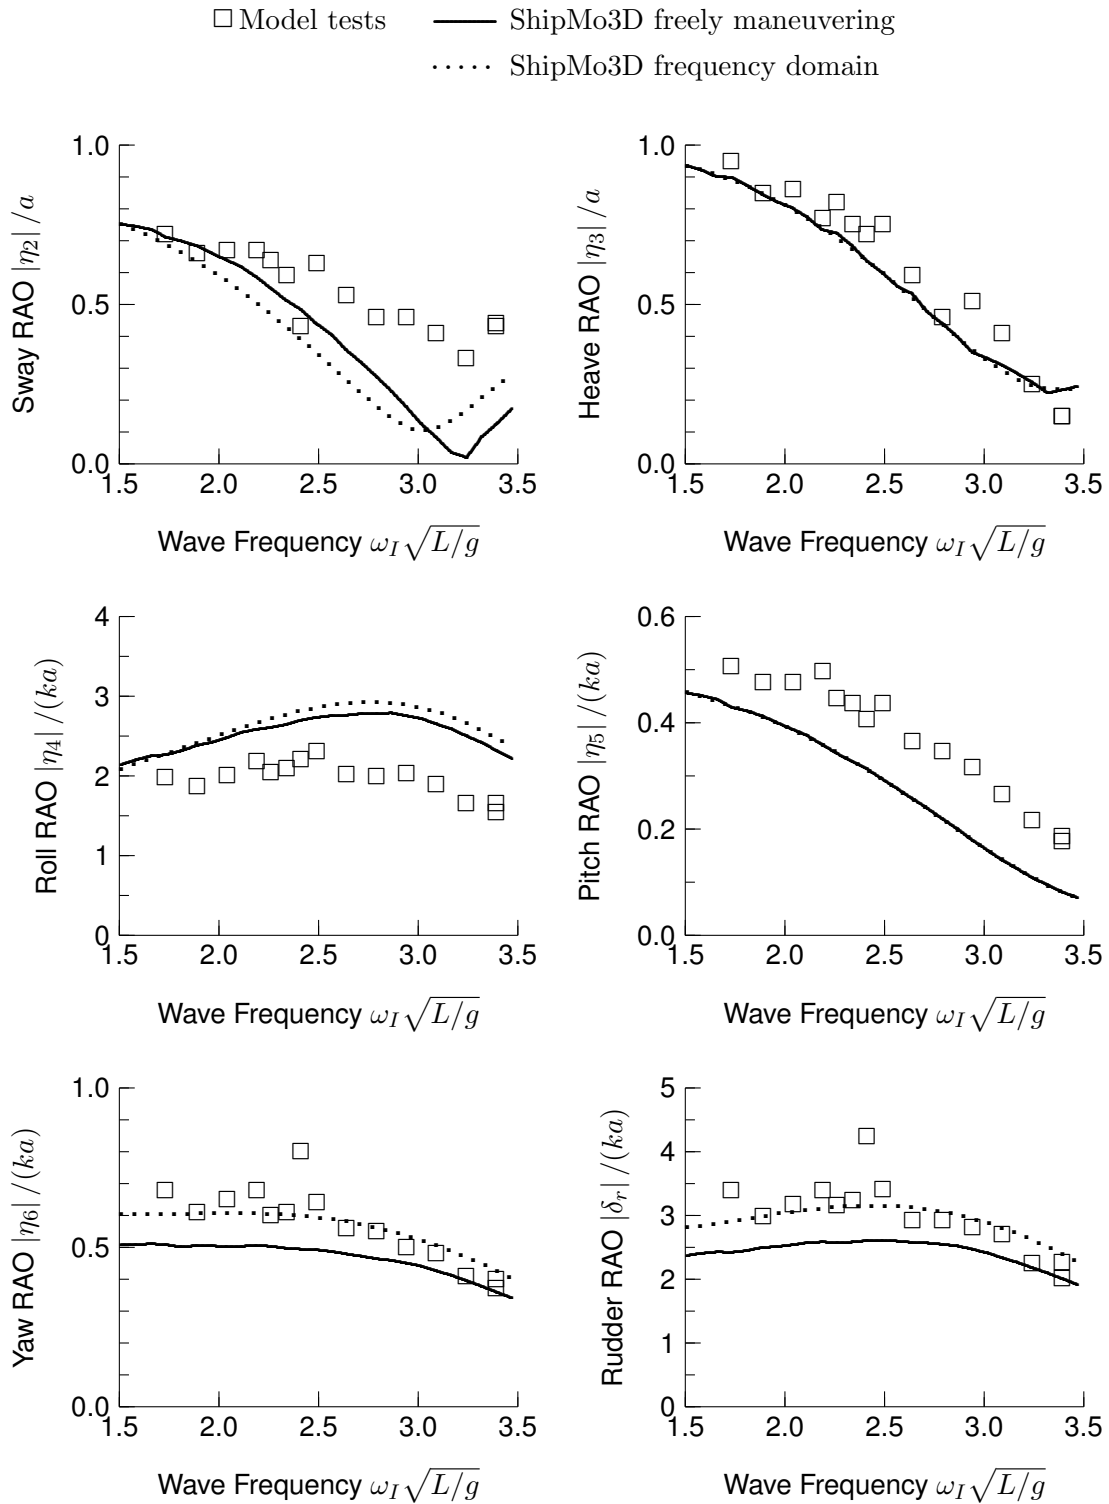 □ Model tests ShipMo3D freely maneuvering
ShipMo3D frequency domain
Sway RAO |η₂| /a
1.0
0.5
0.0
1.5 2.0 2.5 3.0 3.5
Wave Frequency ω_I√L/g
Heave RAO |η₃| /a
1.0
0.5
0.0
1.5 2.0 2.5 3.0 3.5
Wave Frequency ω_I√L/g
Roll RAO |η₄| /(ka)
4
3
2
1
0
1.5 2.0 2.5 3.0 3.5
Wave Frequency ω_I√L/g
Pitch RAO |η₅| /(ka)
0.6
0.4
0.2
0.0
1.5 2.0 2.5 3.0 3.5
Wave Frequency ω_I√L/g
Yaw RAO |η₆| /(ka)
1.0
0.5
0.0
1.5 2.0 2.5 3.0 3.5
Wave Frequency ω_I√L/g
Rudder RAO |δᵣ| /(ka)
5
4
3
2
1
0
1.5 2.0 2.5 3.0 3.5
Wave Frequency ω_I√L/g